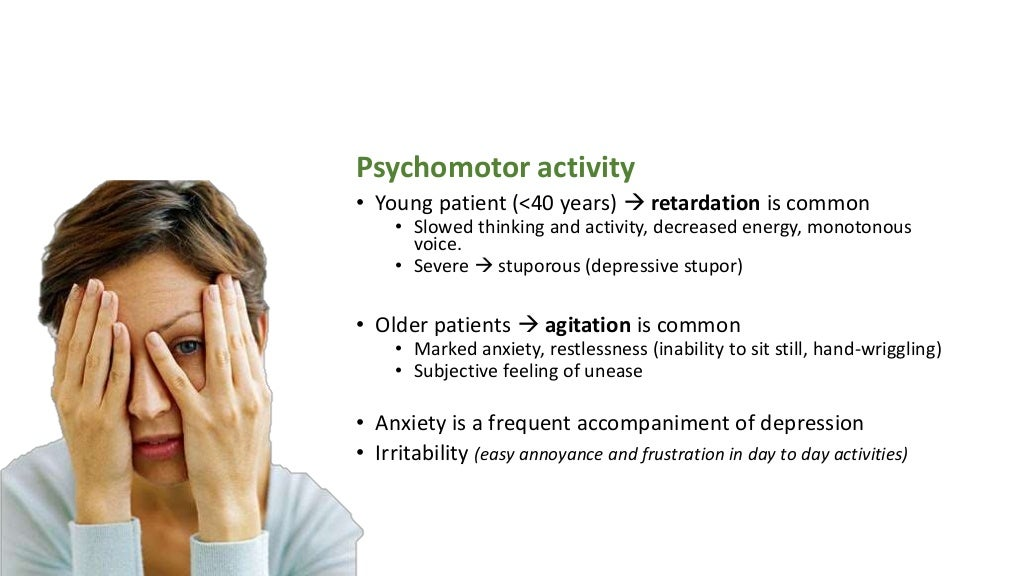 Psychomotor activity
• Young patient (<40 years) → retardation is common
• Slowed thinking and activity, decreased energy, monotonous
voice.
• Severe → stuporous (depressive stupor)
• Older patients → agitation is common
• Marked anxiety, restlessness (inability to sit still, hand-wriggling)
• Subjective feeling of unease
• Anxiety is a frequent accompaniment of depression
• Irritability (easy annoyance and frustration in day to day activities)